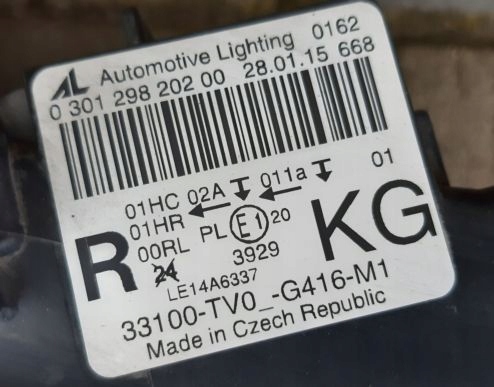 AL Automotive Lighting 0162
0 301 298 202 00 28.01.15 668
01HC 02A 011a 01
01HR
00RL PL E1 20 KG
R 24 3929
LE14A6337
33100-TV0_-G416-M1
Made in Czech Republic